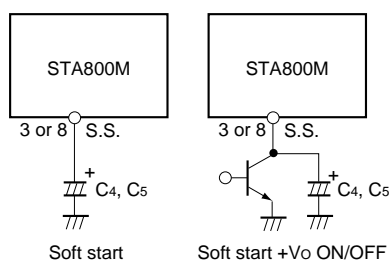 STA800M
3 or 8 S.S.
+
C4, C5
Soft start
STA800M
3 or 8 S.S.
+
C4, C5
Soft start +VO ON/OFF